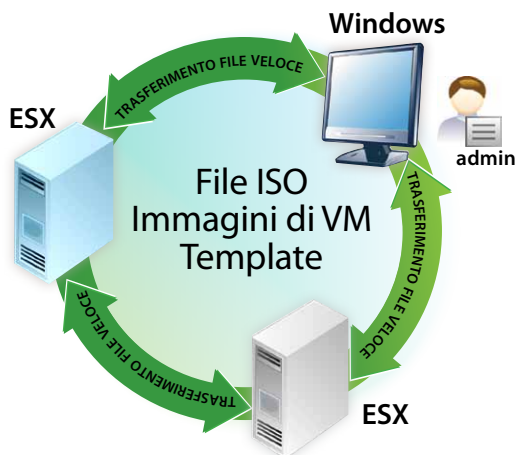 Windows
TRASFERIMENTO FILE VELOCE
ESX
admin
File ISO
Immagini di VM
Template
TRASFERIMENTO FILE VELOCE
TRASFERIMENTO FILE VELOCE
ESX